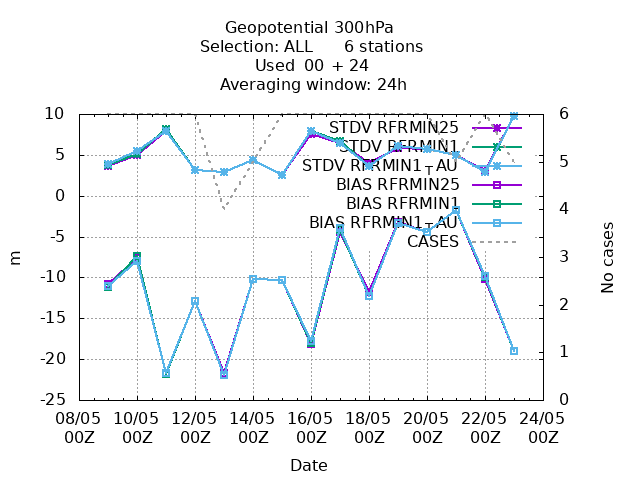 Geopotential 300hPa
Selection: ALL 6 stations
Used 00 + 24
Averaging window: 24h
10
5
0
-5
-10
-15
-20
-25
m
6
5
4
3
2
1
0
No cases
STDV RFRMIN25
STDV RFRMIN1
STDV RFRMIN1TAU
BIAS RFRMIN25
BIAS RFRMIN1
BIAS RFRMIN1TAU
CASES
08/05 10/05 12/05 14/05 16/05 18/05 20/05 22/05 24/05
00Z 00Z 00Z 00Z 00Z 00Z 00Z 00Z 00Z
Date